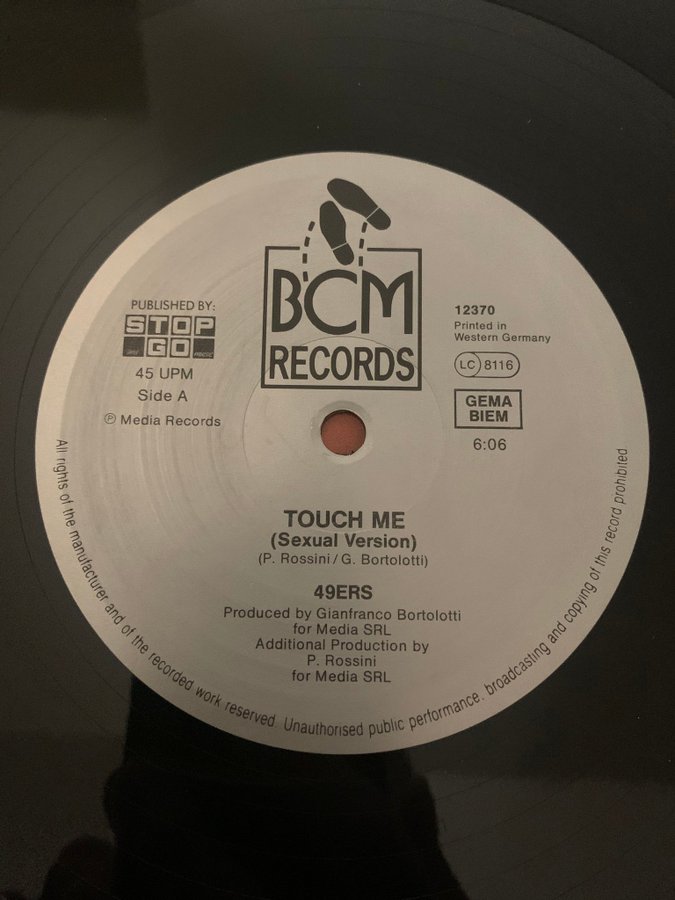 BCM
RECORDS
PUBLISHED BY:
STOP
GO
45 UPM
Side A
℗ Media Records
12370
Printed in
Western Germany
LC 8116
GEMA
BIEM
6:06
TOUCH ME
(Sexual Version)
(P. Rossini / G. Bortolotti)
49ERS
Produced by Gianfranco Bortolotti
for Media SRL
Additional Production by
P. Rossini
for Media SRL
All rights of the manufacturer and of the recorded work reserved. Unauthorised public performance, broadcasting and copying of this record prohibited.